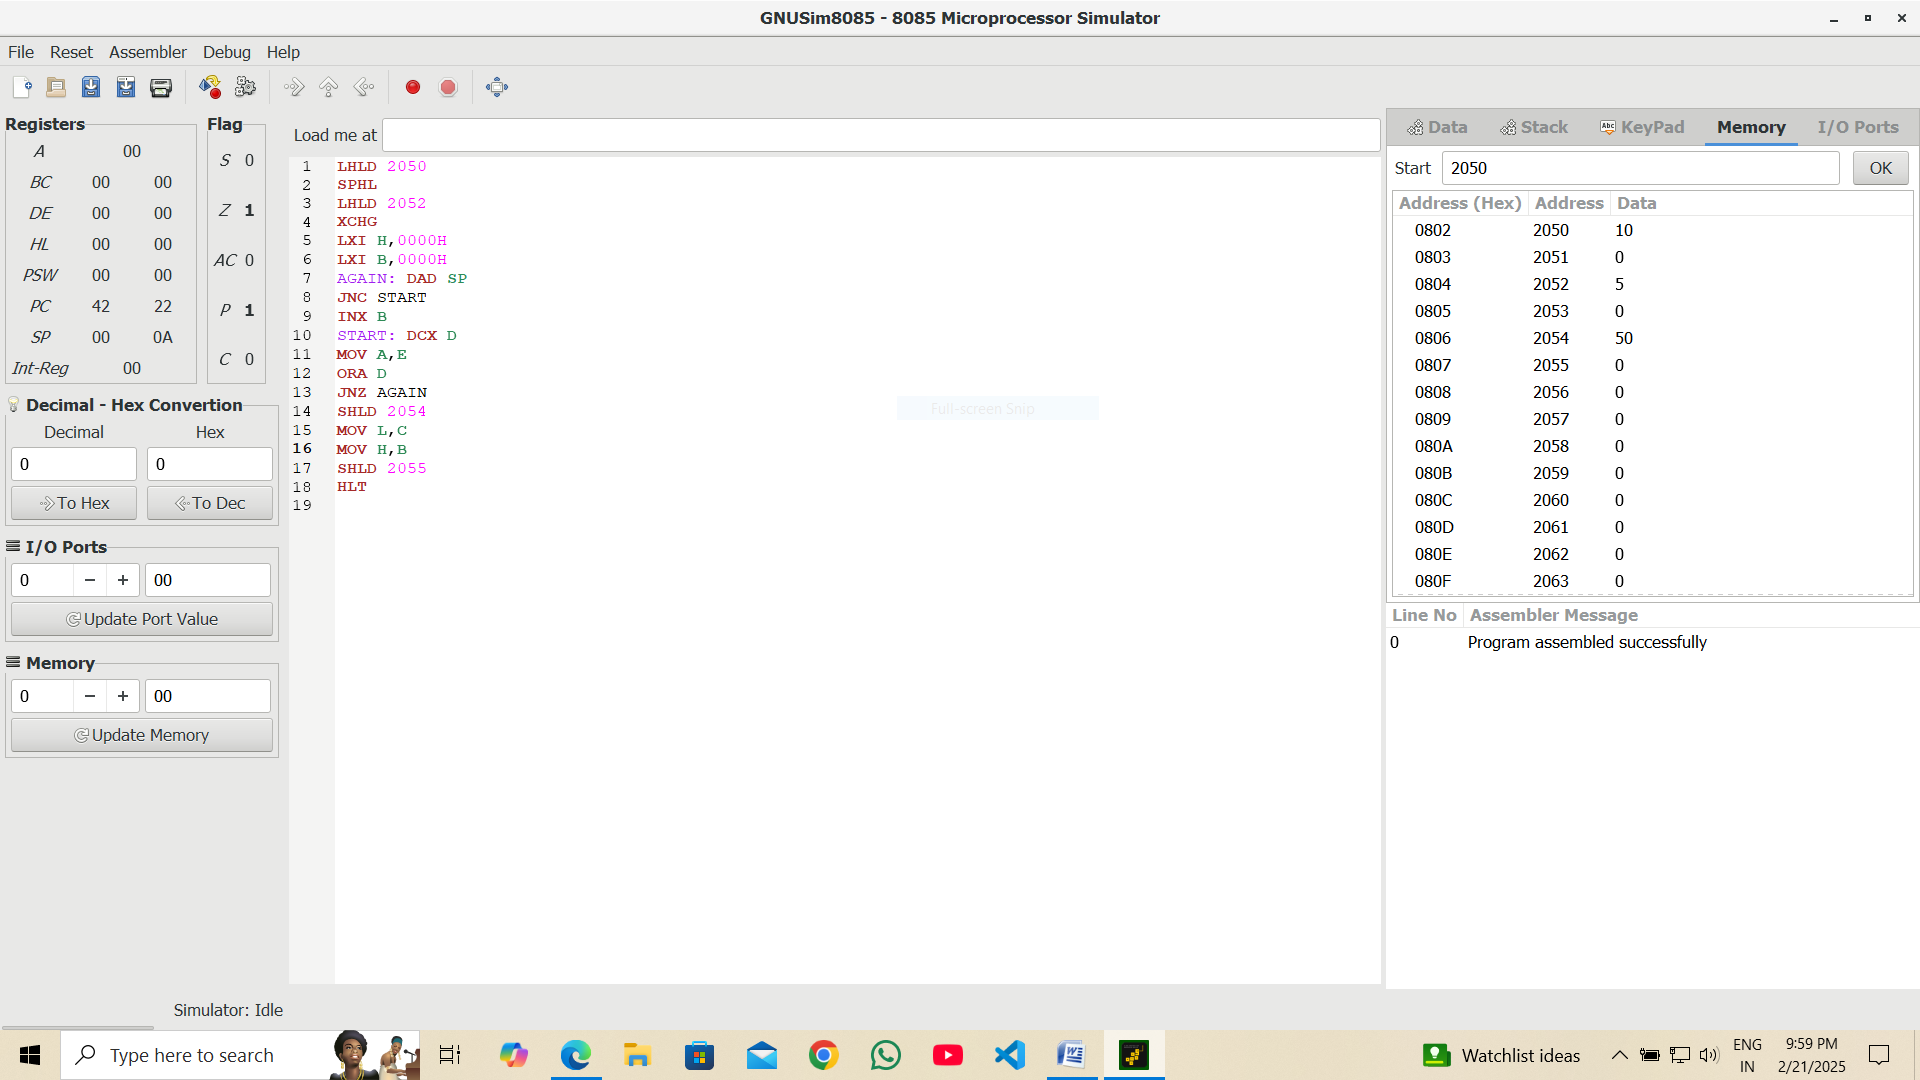 GNUSim8085 - 8085 Microprocessor Simulator
File Reset Assembler Debug Help
Registers
A 00
BC 00 00
DE 00 00
HL 00 00
PSW 00 00
PC 42 22
SP 00 0A
Int-Reg 00
Flag
S 0
Z 1
AC 0
P 1
C 0
Decimal - Hex Convertion
Decimal Hex
0 0
To Hex To Dec
I/O Ports
0 − + 00
Update Port Value
Memory
0 − + 00
Update Memory
Load me at
1 LHLD 2050
2 SPHL
3 LHLD 2052
4 XCHG
5 LXI H,0000H
6 LXI B,0000H
7 AGAIN: DAD SP
8 JNC START
9 INX B
10 START: DCX D
11 MOV A,E
12 ORA D
13 JNZ AGAIN
14 SHLD 2054
15 MOV L,C
16 MOV H,B
17 SHLD 2055
18 HLT
19
Full-screen Snip
Data Stack Abc KeyPad Memory I/O Ports
Start 2050 OK
Address (Hex) Address Data
0802 2050 10
0803 2051 0
0804 2052 5
0805 2053 0
0806 2054 50
0807 2055 0
0808 2056 0
0809 2057 0
080A 2058 0
080B 2059 0
080C 2060 0
080D 2061 0
080E 2062 0
080F 2063 0
Line No Assembler Message
0 Program assembled successfully
Simulator: Idle
Type here to search
Watchlist ideas
ENG
IN
9:59 PM
2/21/2025